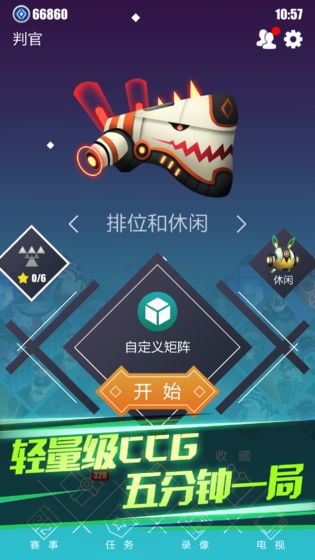 66860
10:57
判官
排位和休闲
0/6
休闲
自定义矩阵
开始
轻量级CCG
收藏
328
五分钟一局
赛事 任务 录像 电视